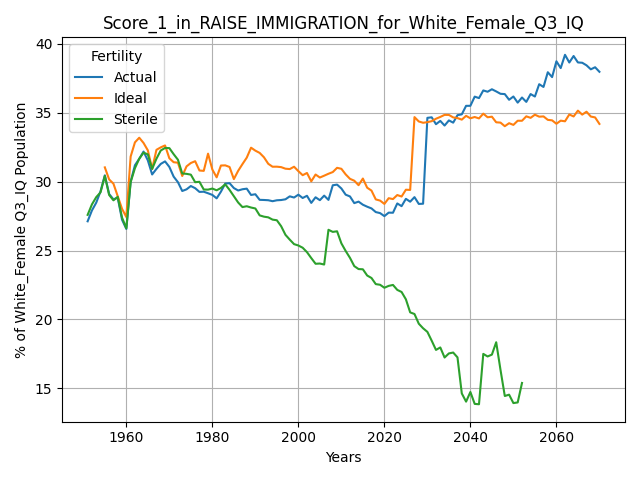 Score_1_in_RAISE_IMMIGRATION_for_White_Female_Q3_IQ
Fertility
Actual
Ideal
Sterile
% of White_Female Q3_IQ Population
40
35
30
25
20
15
1960
1980
2000
2020
2040
2060
Years